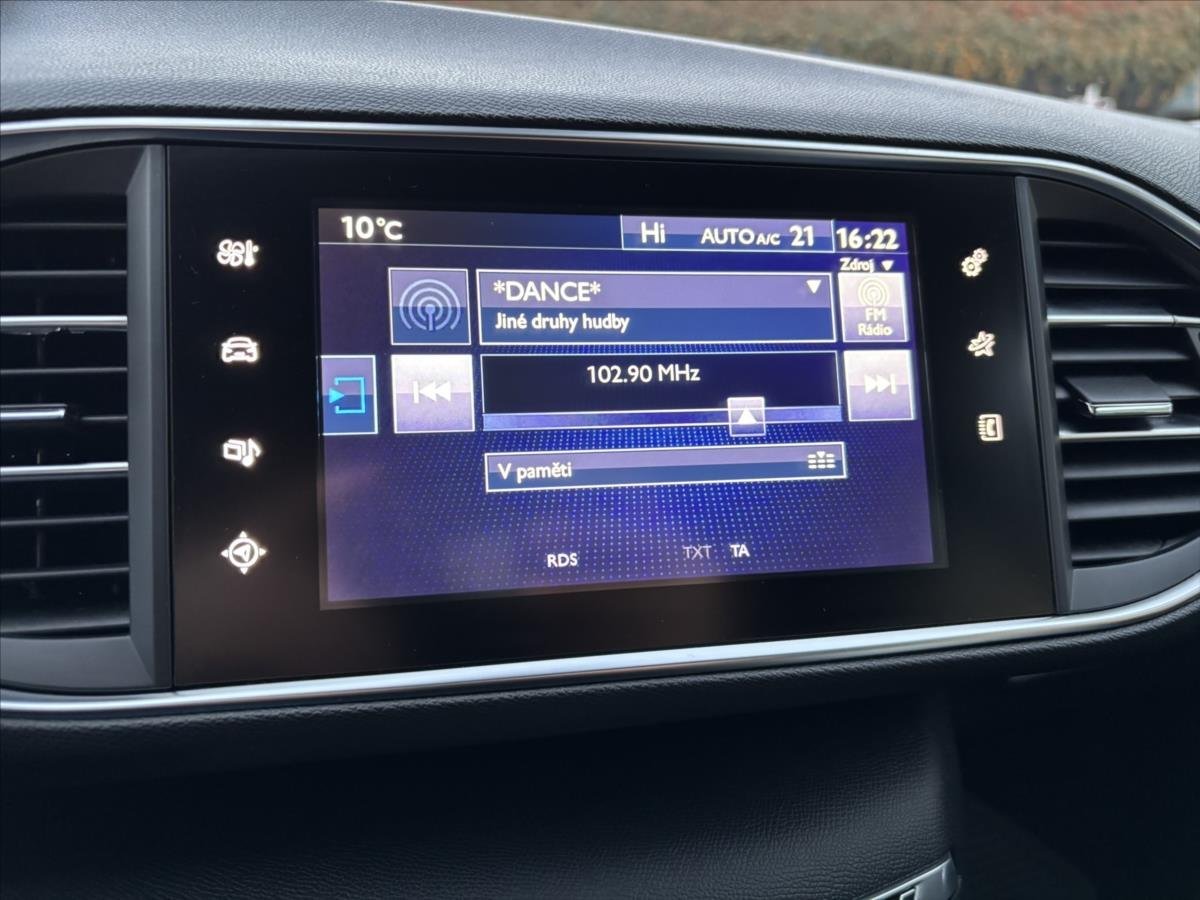 10°C
Hi AUTO A/C 21 16:22
Zdroj
*DANCE*
Jiné druhy hudby
FM
Rádio
102.90 MHz
V paměti
RDS TXT TA